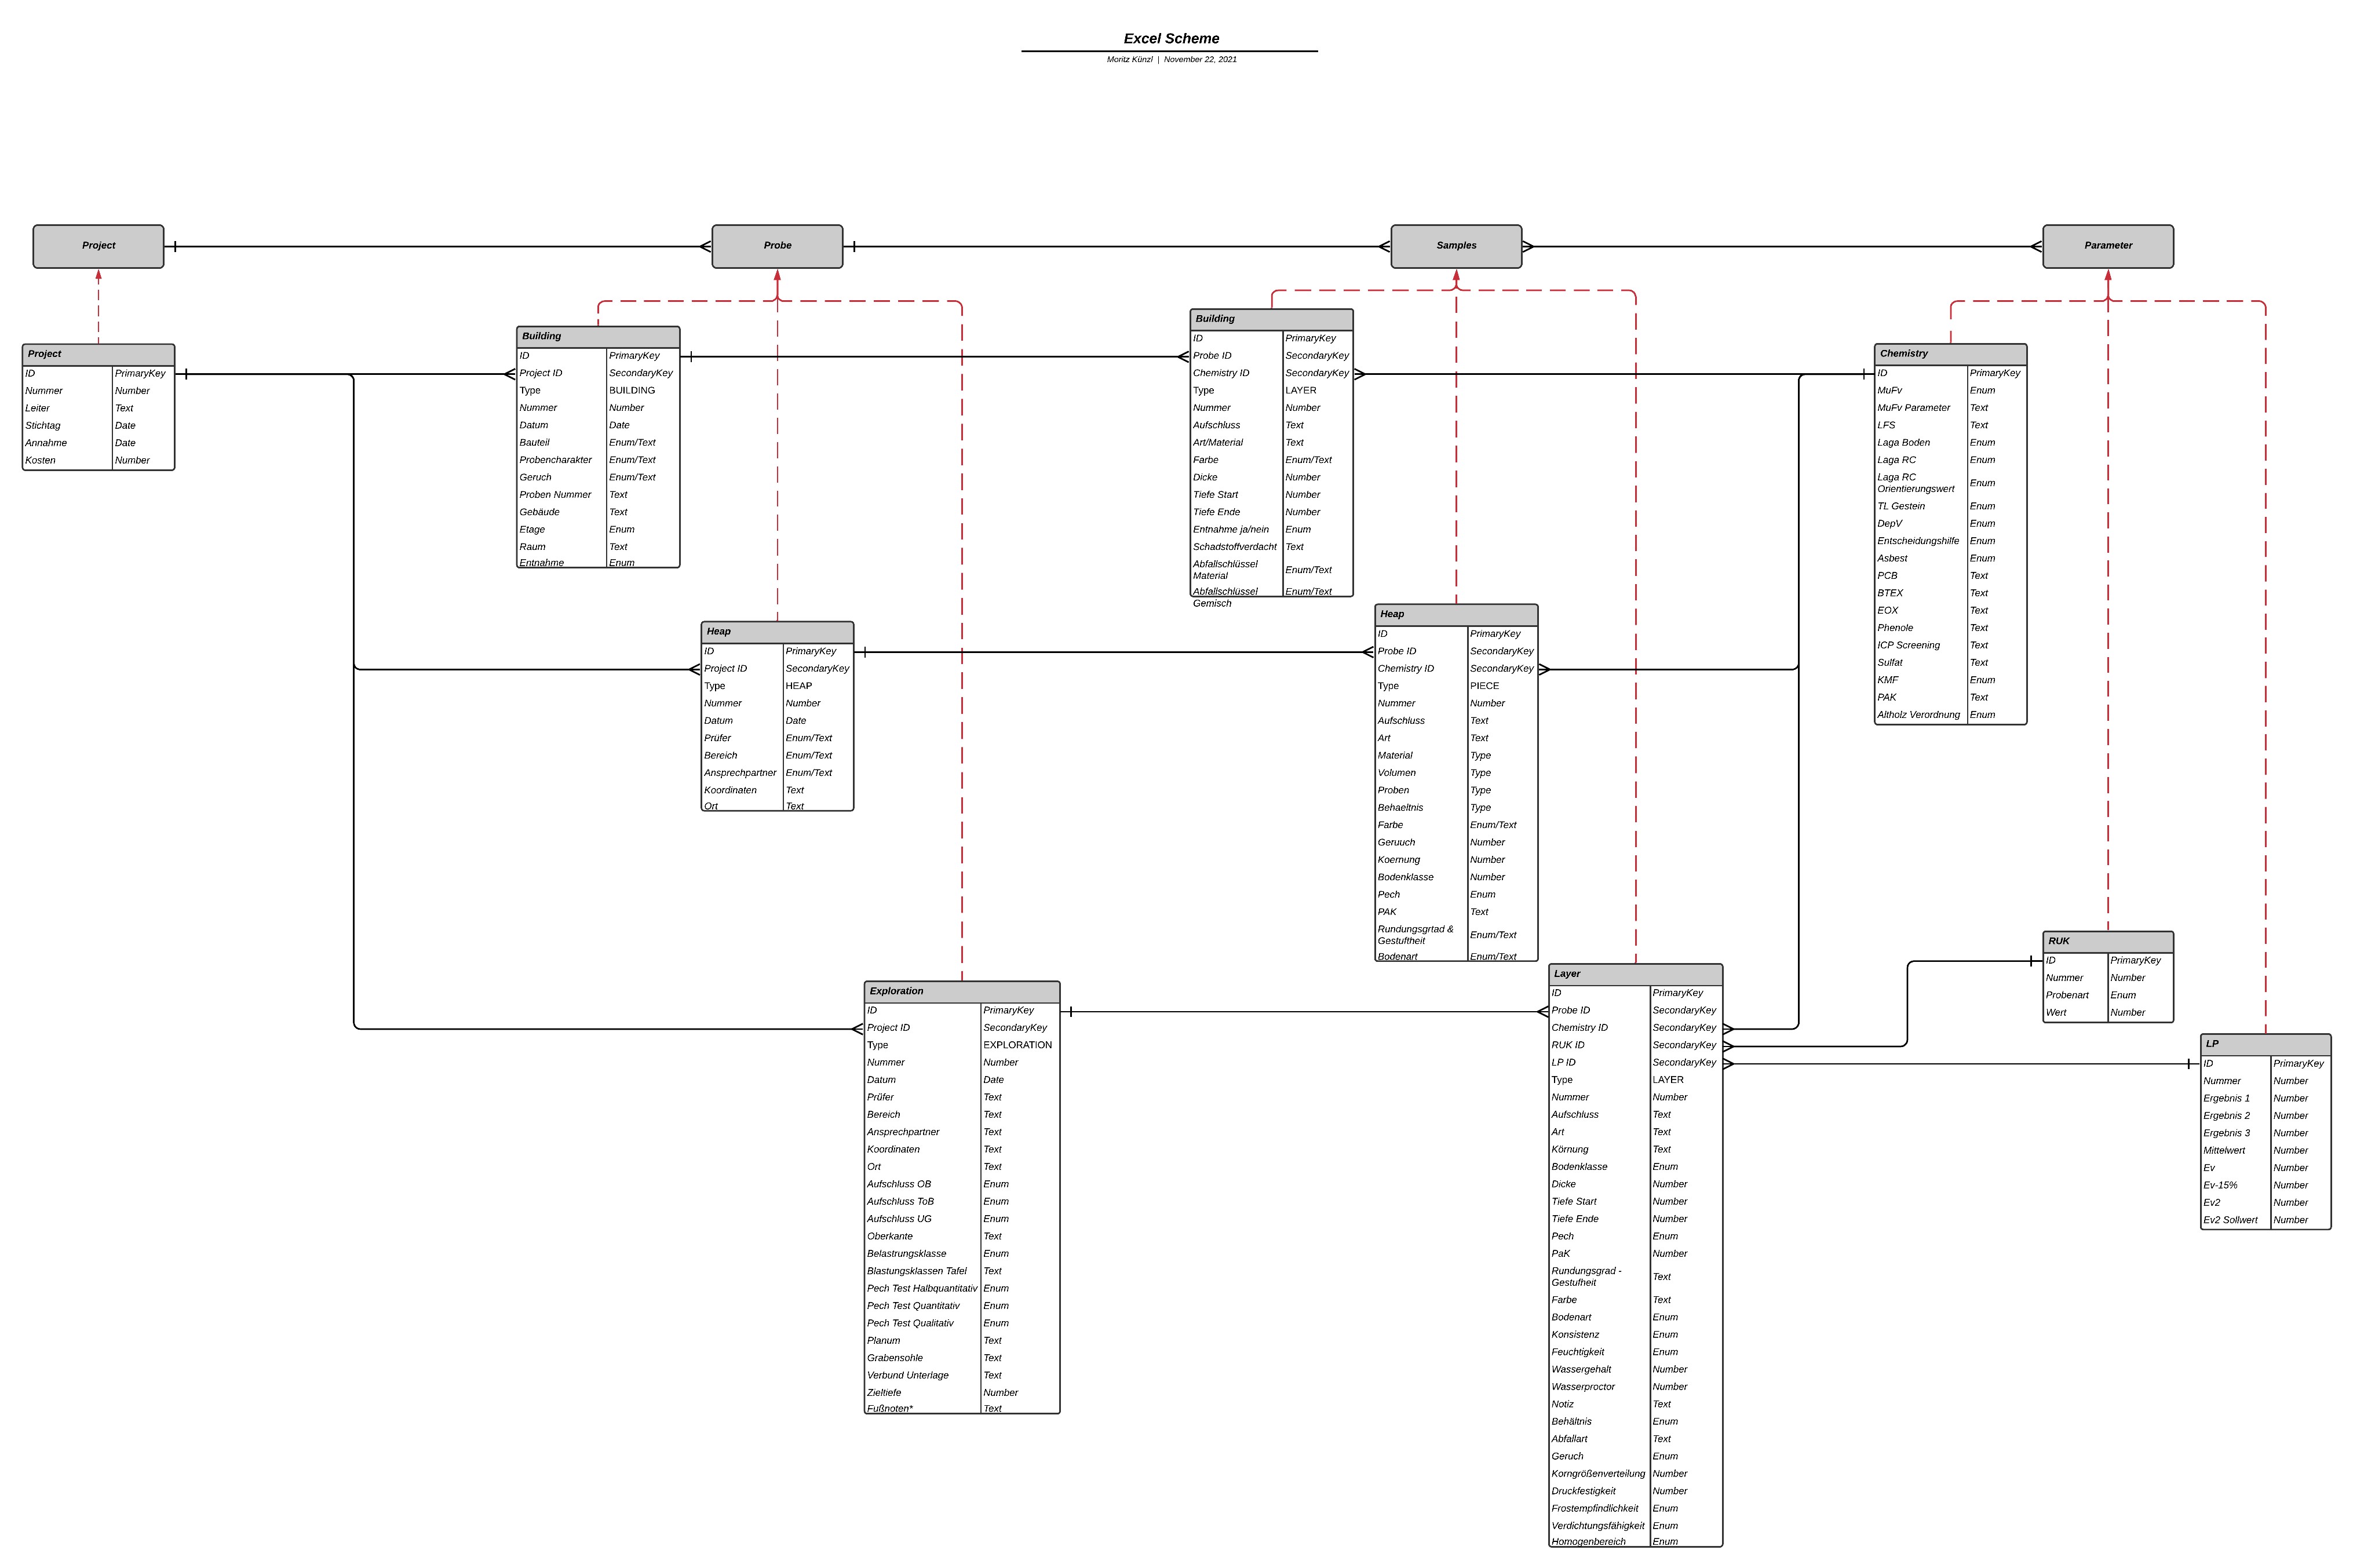 Excel Scheme
Moritz Künzl | November 22, 2021
Project
Probe
Samples
Parameter
Project
ID PrimaryKey
Nummer Number
Leiter Text
Stichtag Date
Annahme Date
Kosten Number
Building
ID PrimaryKey
Project ID SecondaryKey
Type BUILDING
Nummer Number
Datum Date
Bauteil Enum/Text
Probencharakter Enum/Text
Geruch Enum/Text
Proben Nummer Text
Gebäude Text
Etage Enum
Raum Text
Entnahme Enum
Heap
ID PrimaryKey
Project ID SecondaryKey
Type HEAP
Nummer Number
Datum Date
Prüfer Enum/Text
Bereich Enum/Text
Ansprechpartner Enum/Text
Koordinaten Text
Ort Text
Exploration
ID PrimaryKey
Project ID SecondaryKey
Type EXPLORATION
Nummer Number
Datum Date
Prüfer Text
Bereich Text
Ansprechpartner Text
Koordinaten Text
Ort Text
Aufschluss OB Enum
Aufschluss ToB Enum
Aufschluss UG Enum
Oberkante Text
Belastrungsklasse Enum
Blastungsklassen Tafel Text
Pech Test Halbquantitativ Enum
Pech Test Quantitativ Enum
Pech Test Qualitativ Enum
Planum Text
Grabensohle Text
Verbund Unterlage Text
Zieltiefe Number
Fußnoten* Text
Building
ID PrimaryKey
Probe ID SecondaryKey
Chemistry ID SecondaryKey
Type LAYER
Nummer Number
Aufschluss Text
Art/Material Text
Farbe Enum/Text
Dicke Number
Tiefe Start Number
Tiefe Ende Number
Entnahme ja/nein Enum
Schadstoffverdacht Text
Abfallschlüssel
Material Enum/Text
Abfallschlüssel Enum/Text
Gemisch
Heap
ID PrimaryKey
Probe ID SecondaryKey
Chemistry ID SecondaryKey
Type PIECE
Nummer Number
Aufschluss Text
Art Text
Material Type
Volumen Type
Proben Type
Behaeltnis Type
Farbe Enum/Text
Geruuch Number
Koernung Number
Bodenklasse Number
Pech Enum
PAK Text
Rundungsgrtad &
Gestuftheit Enum/Text
Bodenart Enum/Text
Layer
ID PrimaryKey
Probe ID SecondaryKey
Chemistry ID SecondaryKey
RUK ID SecondaryKey
LP ID SecondaryKey
Type LAYER
Nummer Number
Aufschluss Text
Art Text
Körnung Text
Bodenklasse Enum
Dicke Number
Tiefe Start Number
Tiefe Ende Number
Pech Enum
PaK Number
Rundungsgrad -
Gestufheit Text
Farbe Text
Bodenart Enum
Konsistenz Enum
Feuchtigkeit Enum
Wassergehalt Number
Wasserproctor Number
Notiz Text
Behältnis Enum
Abfallart Text
Geruch Enum
Korngrößenverteilung Number
Druckfestigkeit Number
Frostempfindlichkeit Enum
Verdichtungsfähigkeit Enum
Homogenbereich Enum
Chemistry
ID PrimaryKey
MuFv Enum
MuFv Parameter Text
LFS Text
Laga Boden Enum
Laga RC Enum
Laga RC
Orientierungswert Enum
TL Gestein Enum
DepV Enum
Entscheidungshilfe Enum
Asbest Enum
PCB Text
BTEX Text
EOX Text
Phenole Text
ICP Screening Text
Sulfat Text
KMF Enum
PAK Text
Altholz Verordnung Enum
RUK
ID PrimaryKey
Nummer Number
Probenart Enum
Wert Number
LP
ID PrimaryKey
Nummer Number
Ergebnis 1 Number
Ergebnis 2 Number
Ergebnis 3 Number
Mittelwert Number
Ev Number
Ev-15% Number
Ev2 Number
Ev2 Sollwert Number